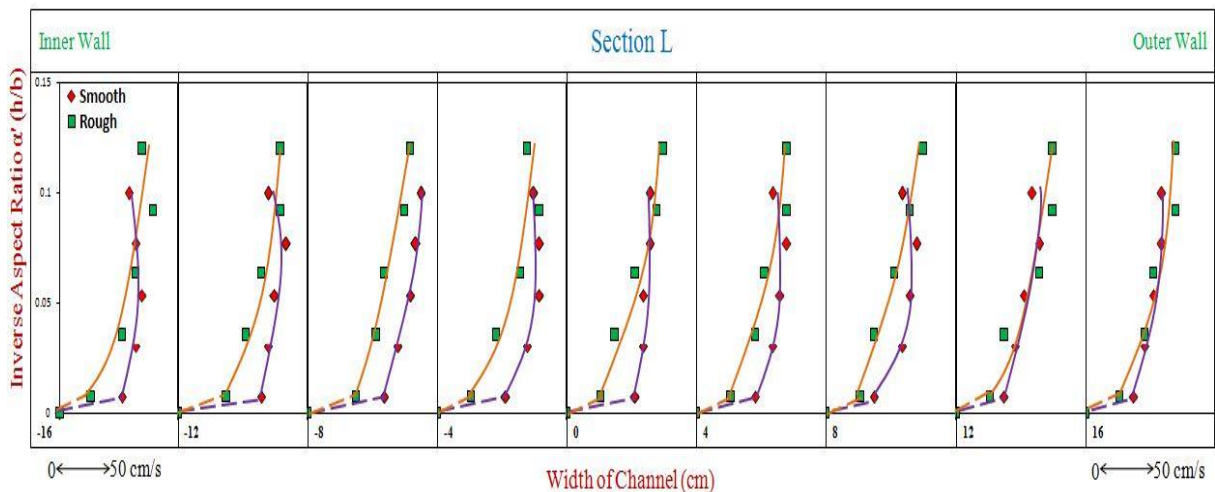 Inner Wall
Section L
Outer Wall
Inverse Aspect Ratio α' (h/b)
0.15
0.1
0.05
0
Smooth
Rough
-16
-12
-8
-4
0
4
8
12
16
0 50 cm/s
Width of Channel (cm)
0 50 cm/s